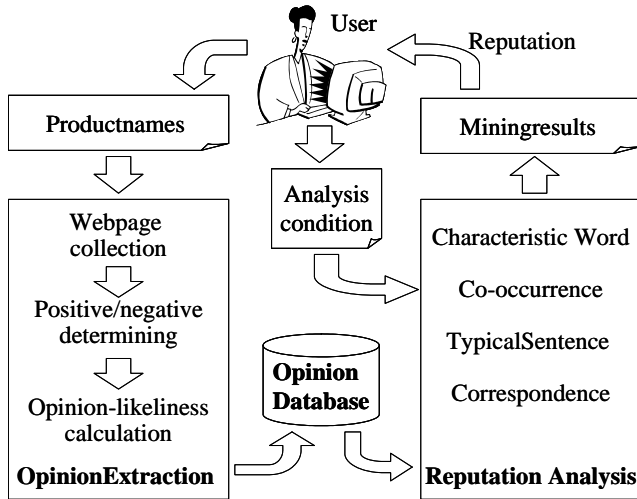 User
Reputation
Productnames
Miningresults
Analysis
condition
Webpage
collection
Positive/negative
determining
Opinion-likeliness
calculation
OpinionExtraction
Opinion
Database
Characteristic Word
Co-occurrence
TypicalSentence
Correspondence
Reputation Analysis